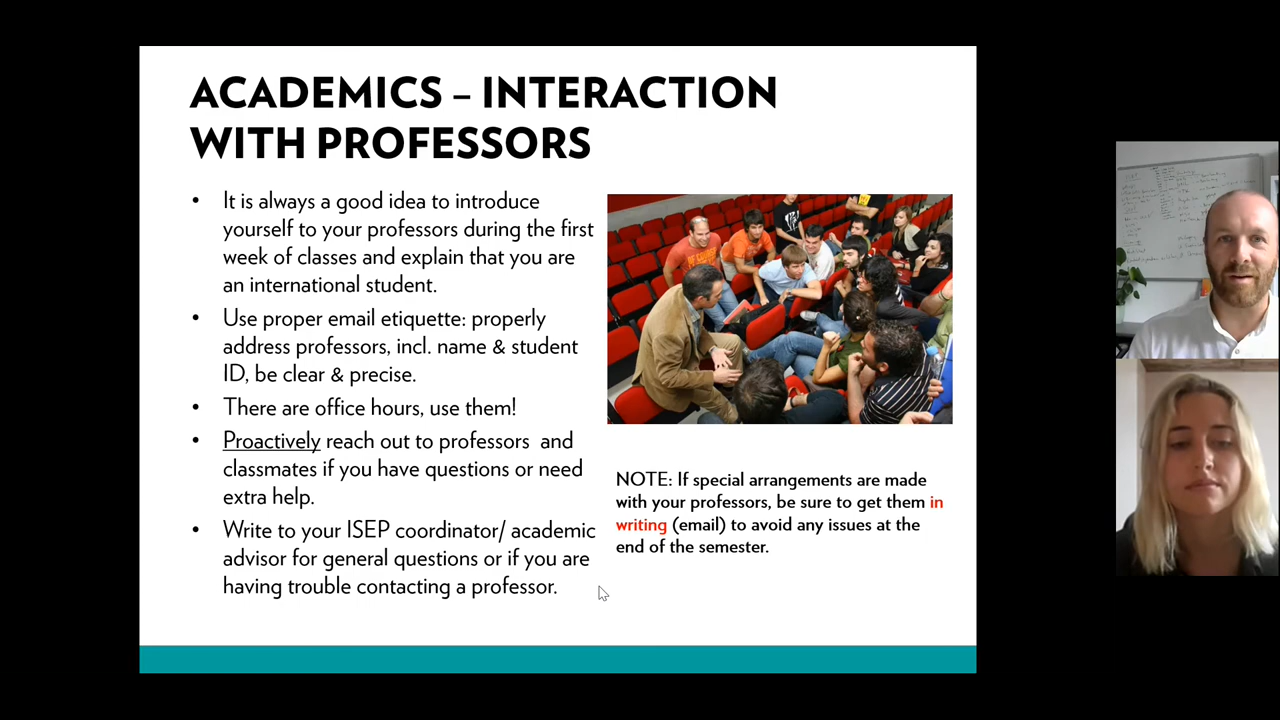 ACADEMICS – INTERACTION
WITH PROFESSORS
• It is always a good idea to introduce
yourself to your professors during the first
week of classes and explain that you are
an international student.
• Use proper email etiquette: properly
address professors, incl. name & student
ID, be clear & precise.
• There are office hours, use them!
• Proactively reach out to professors and
classmates if you have questions or need
extra help.
• Write to your ISEP coordinator/ academic
advisor for general questions or if you are
having trouble contacting a professor.
NOTE: If special arrangements are made
with your professors, be sure to get them in
writing (email) to avoid any issues at the
end of the semester.